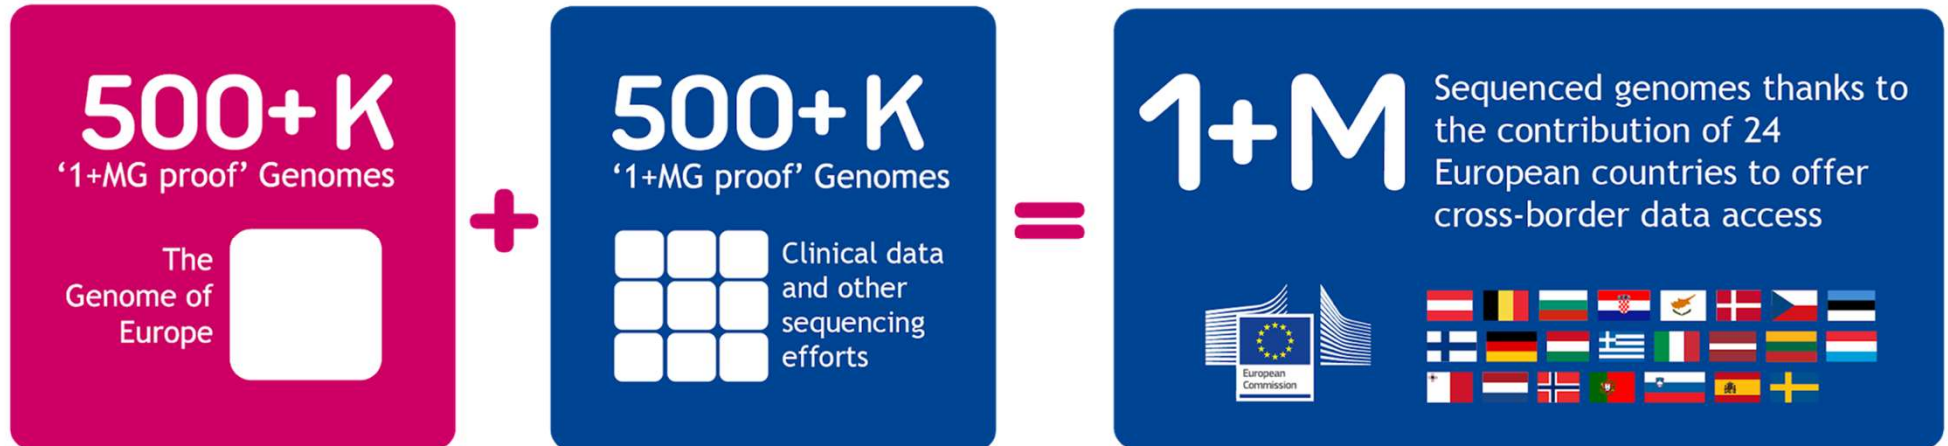 500+ K
‘1+MG proof’ Genomes
The
Genome of
Europe
+
500+ K
‘1+MG proof’ Genomes
Clinical data
and other
sequencing
efforts
=
1+M
Sequenced genomes thanks to
the contribution of 24
European countries to offer
cross-border data access
European
Commission